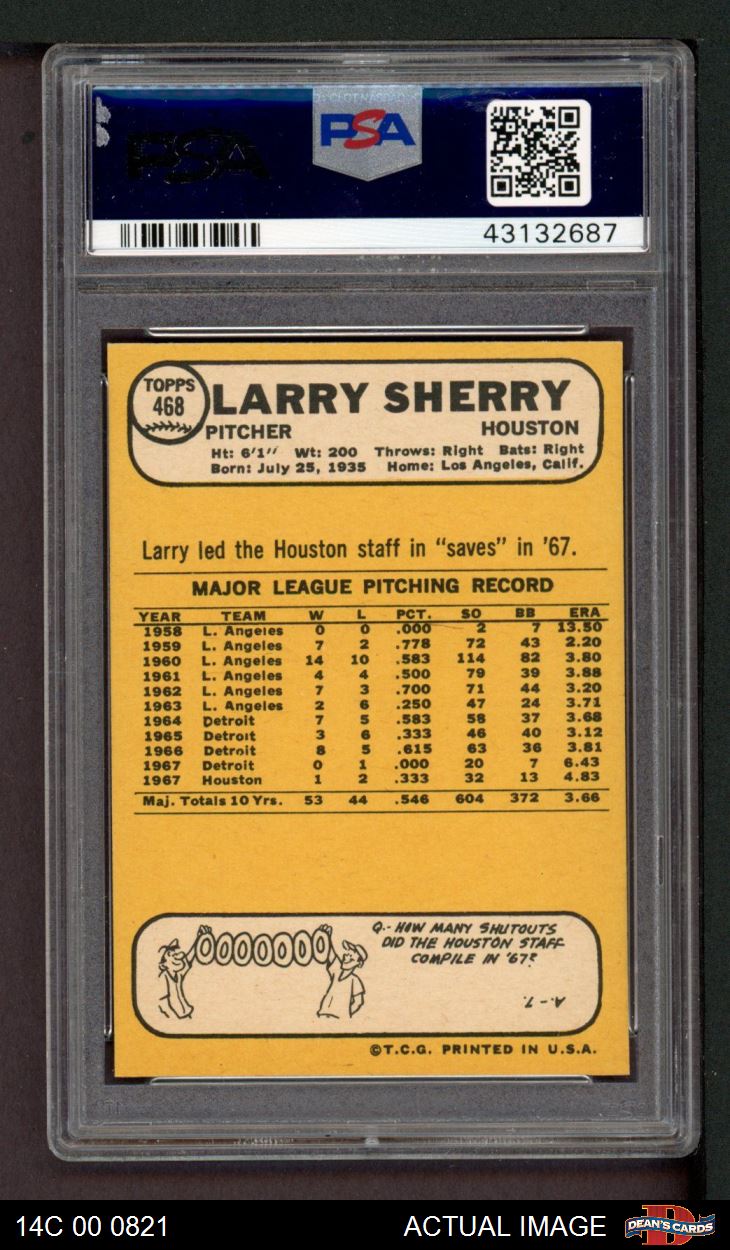 PSA
PSA
43132687
TOPPS
468
LARRY SHERRY
PITCHER HOUSTON
Ht: 6'1" Wt: 200 Throws: Right Bats: Right
Born: July 25, 1935 Home: Los Angeles, Calif.
Larry led the Houston staff in "saves" in '67.
MAJOR LEAGUE PITCHING RECORD
YEAR TEAM W L PCT. SO BB ERA
1958 L. Angeles 0 0 .000 2 7 13.50
1959 L. Angeles 7 2 .778 72 43 2.20
1960 L. Angeles 14 10 .583 114 82 3.80
1961 L. Angeles 4 4 .500 79 39 3.88
1962 L. Angeles 7 3 .700 71 44 3.20
1963 L. Angeles 2 6 .250 47 24 3.71
1964 Detroit 7 5 .583 58 37 3.68
1965 Detroit 3 6 .333 46 40 3.12
1966 Detroit 8 5 .615 63 36 3.81
1967 Detroit 0 1 .000 20 7 6.43
1967 Houston 1 2 .333 32 13 4.83
Maj. Totals 10 Yrs. 53 44 .546 604 372 3.66
0000000
Q.- HOW MANY SHUTOUTS
DID THE HOUSTON STAFF
COMPILE IN '67?
A.-7.
©T.C.G. PRINTED IN U.S.A.
14C 00 0821 ACTUAL IMAGE DEAN'S CARDS